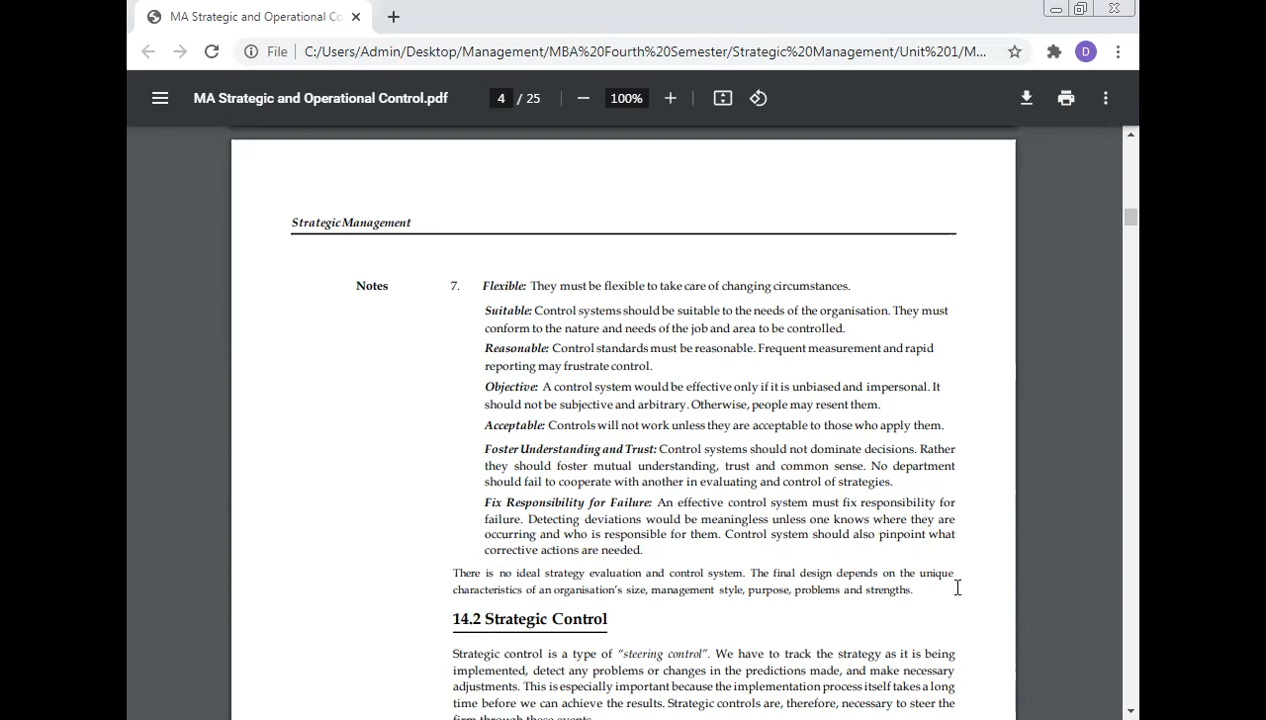 MA Strategic and Operational Co
File C:/Users/Admin/Desktop/Management/MBA%20Fourth%20Semester/Strategic%20Management/Unit%201/M...
D
MA Strategic and Operational Control.pdf 4 / 25 100%
Strategic Management
Notes 7. Flexible: They must be flexible to take care of changing circumstances.
Suitable: Control systems should be suitable to the needs of the organisation. They must
conform to the nature and needs of the job and area to be controlled.
Reasonable: Control standards must be reasonable. Frequent measurement and rapid
reporting may frustrate control.
Objective: A control system would be effective only if it is unbiased and impersonal. It
should not be subjective and arbitrary. Otherwise, people may resent them.
Acceptable: Controls will not work unless they are acceptable to those who apply them.
Foster Understanding and Trust: Control systems should not dominate decisions. Rather
they should foster mutual understanding, trust and common sense. No department
should fail to cooperate with another in evaluating and control of strategies.
Fix Responsibility for Failure: An effective control system must fix responsibility for
failure. Detecting deviations would be meaningless unless one knows where they are
occurring and who is responsible for them. Control system should also pinpoint what
corrective actions are needed.
There is no ideal strategy evaluation and control system. The final design depends on the unique
characteristics of an organisation's size, management style, purpose, problems and strengths.
14.2 Strategic Control
Strategic control is a type of "steering control". We have to track the strategy as it is being
implemented, detect any problems or changes in the predictions made, and make necessary
adjustments. This is especially important because the implementation process itself takes a long
time before we can achieve the results. Strategic controls are, therefore, necessary to steer the
firm through these events.